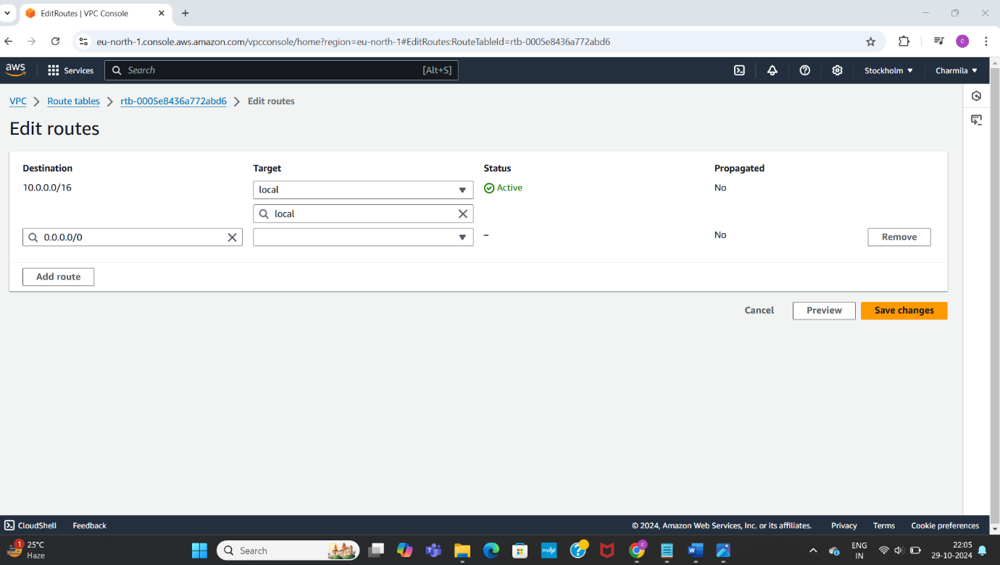 EditRoutes | VPC Console
eu-north-1.console.aws.amazon.com/vpcconsole/home?region=eu-north-1#EditRoutes:RouteTableId=rtb-0005e8436a772abd6
C
aws
Services
Search
[Alt+S]
Stockholm
Charmila
VPC
Route tables
rtb-0005e8436a772abd6
Edit routes
Edit routes
Destination
Target
Status
Propagated
10.0.0.0/16
local
Active
No
local
0.0.0.0/0
–
No
Remove
Add route
Cancel
Preview
Save changes
CloudShell
Feedback
© 2024, Amazon Web Services, Inc. or its affiliates.
Privacy
Terms
Cookie preferences
1
25°C
Haze
Search
myhp
W
C
ENG
IN
22:05
29-10-2024